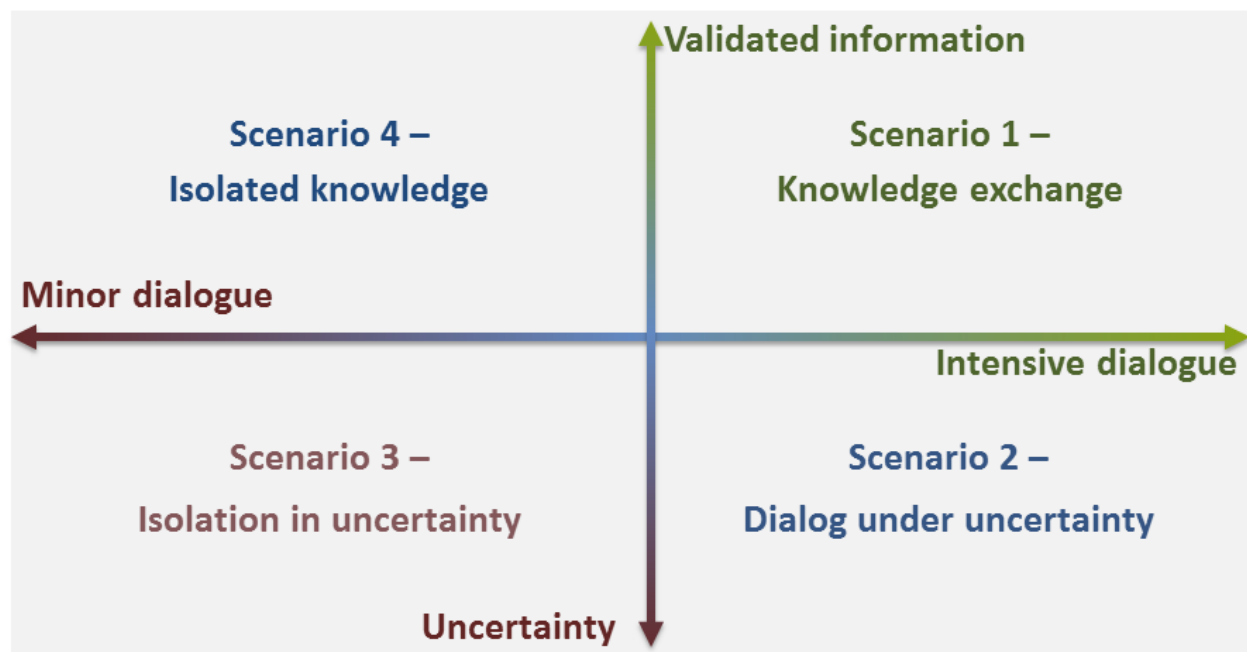 Validated information
Scenario 4 –
Isolated knowledge
Scenario 1 –
Knowledge exchange
Minor dialogue
Intensive dialogue
Scenario 3 –
Isolation in uncertainty
Scenario 2 –
Dialog under uncertainty
Uncertainty